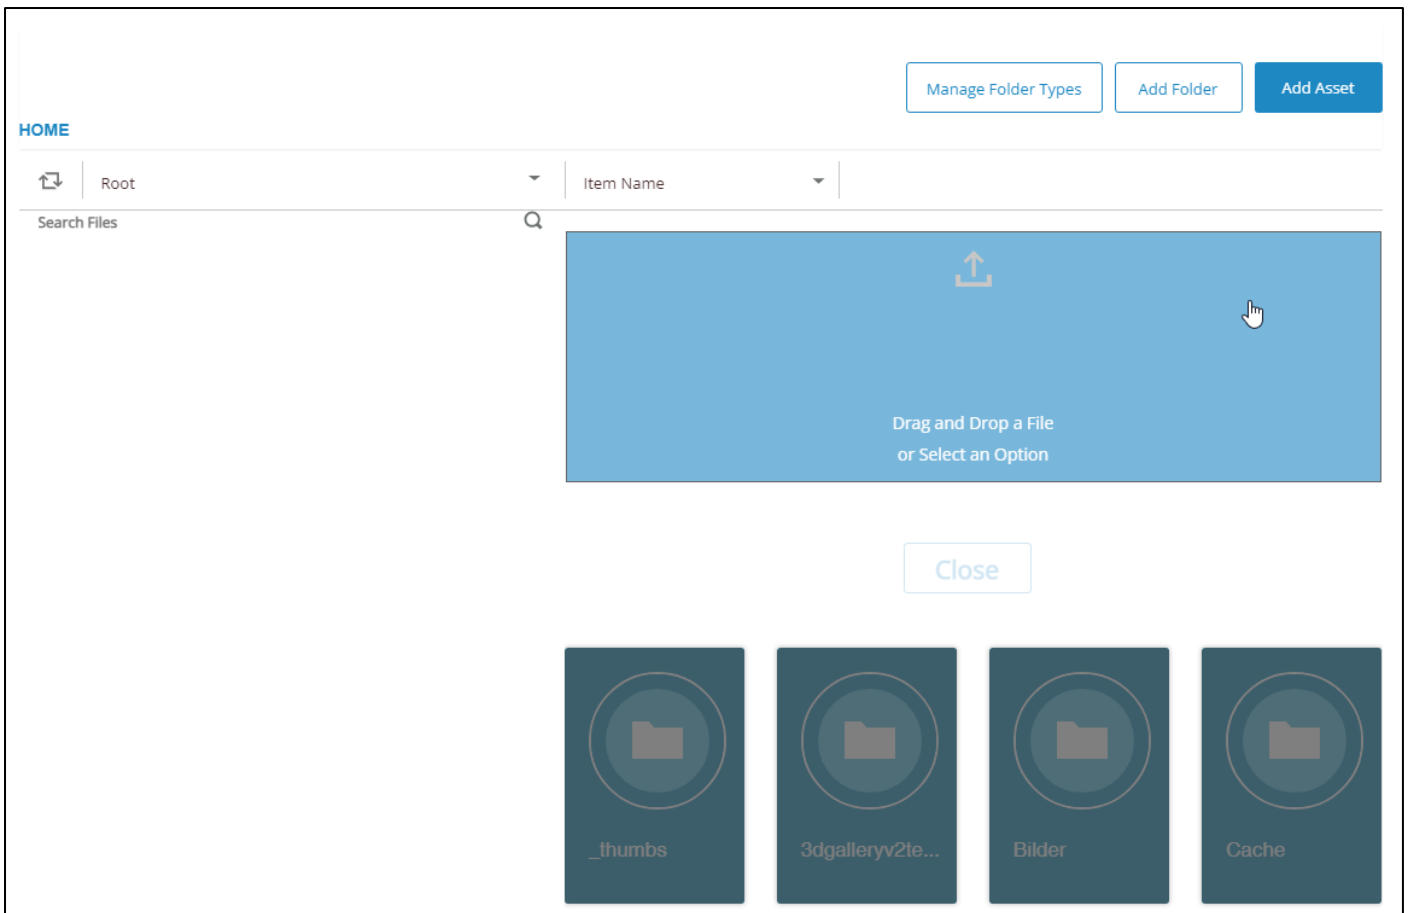 Manage Folder Types
Add Folder
Add Asset
HOME
Root
Item Name
Search Files
Drag and Drop a File
or Select an Option
Close
_thumbs
3dgalleryv2te...
Bilder
Cache